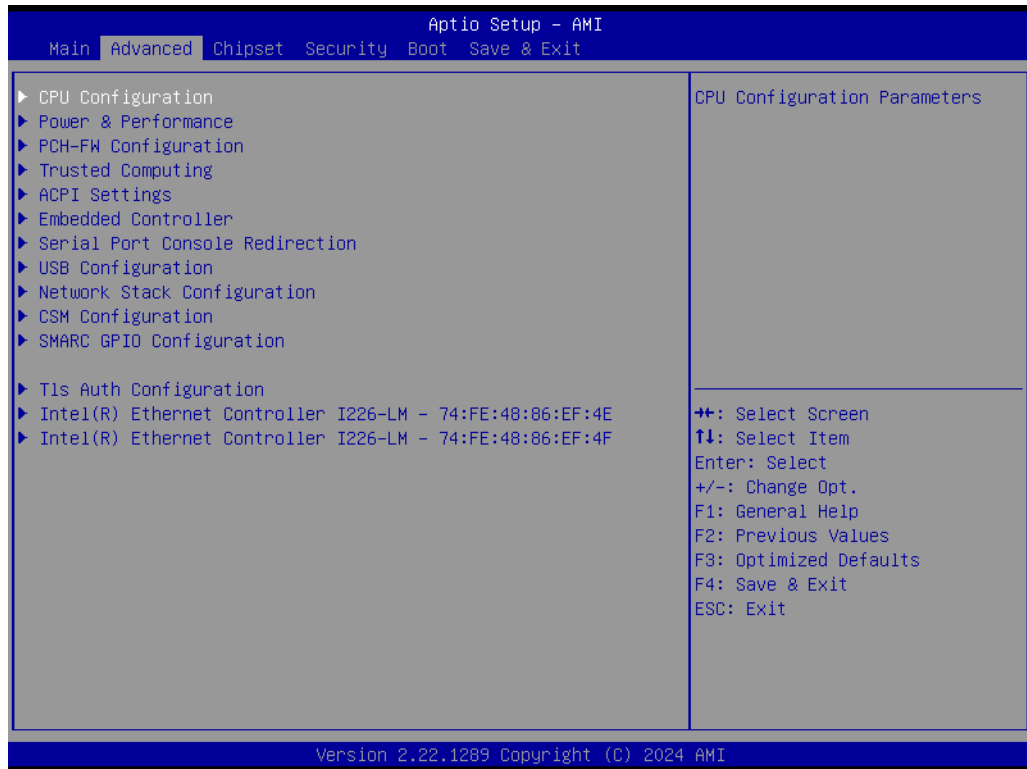 Aptio Setup – AMI
Main Advanced Chipset Security Boot Save & Exit
▶ CPU Configuration
▶ Power & Performance
▶ PCH-FW Configuration
▶ Trusted Computing
▶ ACPI Settings
▶ Embedded Controller
▶ Serial Port Console Redirection
▶ USB Configuration
▶ Network Stack Configuration
▶ CSM Configuration
▶ SMARC GPIO Configuration
▶ Tls Auth Configuration
▶ Intel(R) Ethernet Controller I226-LM - 74:FE:48:86:EF:4E
▶ Intel(R) Ethernet Controller I226-LM - 74:FE:48:86:EF:4F
CPU Configuration Parameters
→←: Select Screen
↑↓: Select Item
Enter: Select
+/-: Change Opt.
F1: General Help
F2: Previous Values
F3: Optimized Defaults
F4: Save & Exit
ESC: Exit
Version 2.22.1289 Copyright (C) 2024 AMI